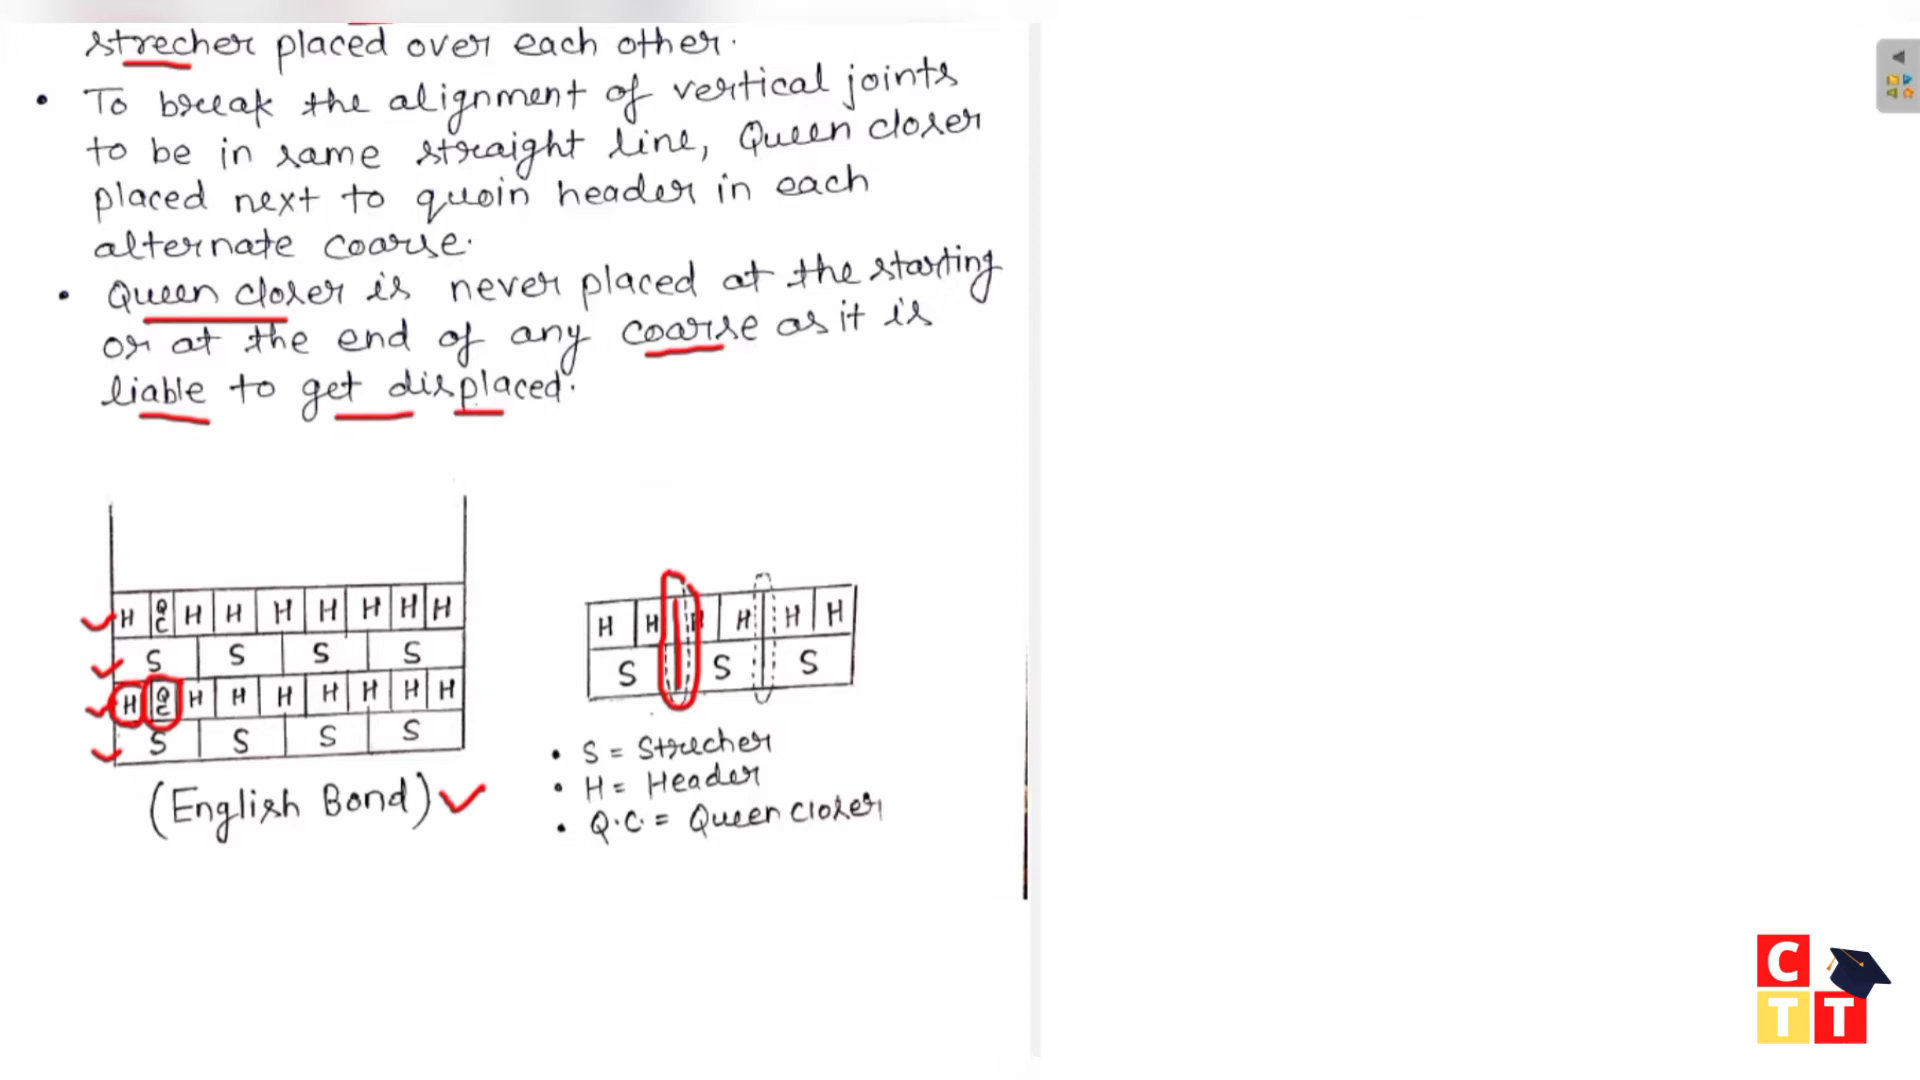 strecher placed over each other.
• To break the alignment of vertical joints
to be in same straight line, Queen closer
placed next to quoin header in each
alternate coarse.
• Queen closer is never placed at the starting
or at the end of any coarse as it is
liable to get displaced.
H QC H H H H H H H
S S S S
H QC H H H H H H H
S S S S
(English Bond)
H H H H H H
S S S
• S = Strecher
• H = Header
• Q.C. = Queen Closer
C
T T